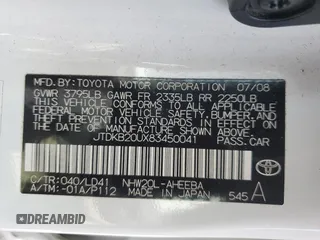 MFD.BY: TOYOTA MOTOR CORPORATION 07/08
GVWR 3795LB GAWR FR 2335LB RR 2250LB
THIS VEHICLE CONFORMS TO ALL APPLICABLE
FEDERAL MOTOR VEHICLE SAFETY, BUMPER, AND
THEFT PREVENTION STANDARDS IN EFFECT ON
THE DATE OF MANUFACTURE SHOWN ABOVE.
JTDKB20UX83450041 PASS.CAR
C/TR:040/LD41 NHW20L-AHEEBA
A/TM:-01A/P112 MADE IN JAPAN 545 A
DREAMBID.COM